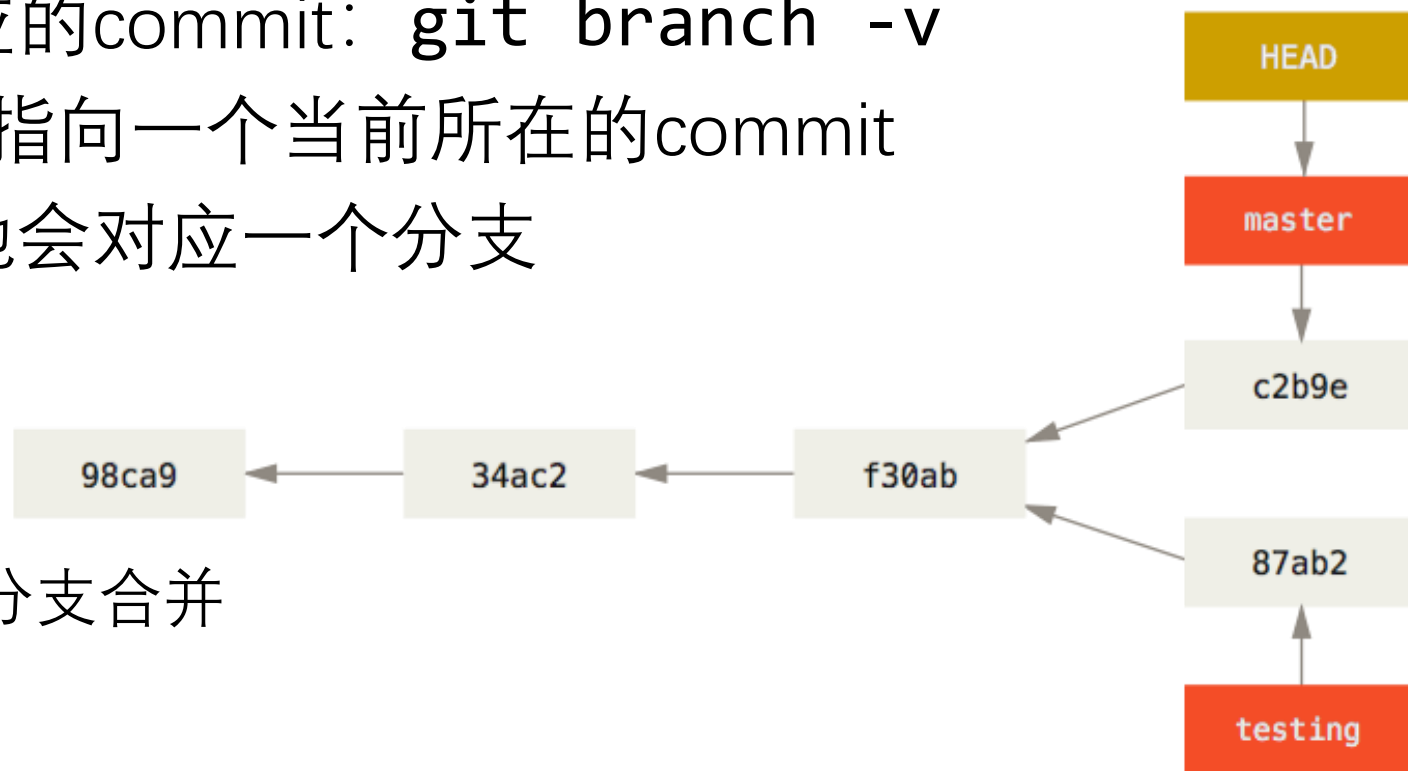 的commit：git branch -v
指向一个当前所在的commit
会对应一个分支
HEAD
master
c2b9e
98ca9
34ac2
f30ab
87ab2
分支合并
testing